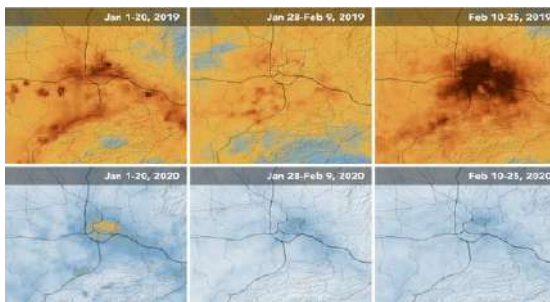 Jan 1-20, 2019
Jan 28-Feb 9, 2019
Feb 10-25, 2019
Jan 1-20, 2020
Jan 28-Feb 9, 2020
Feb 10-25, 2020